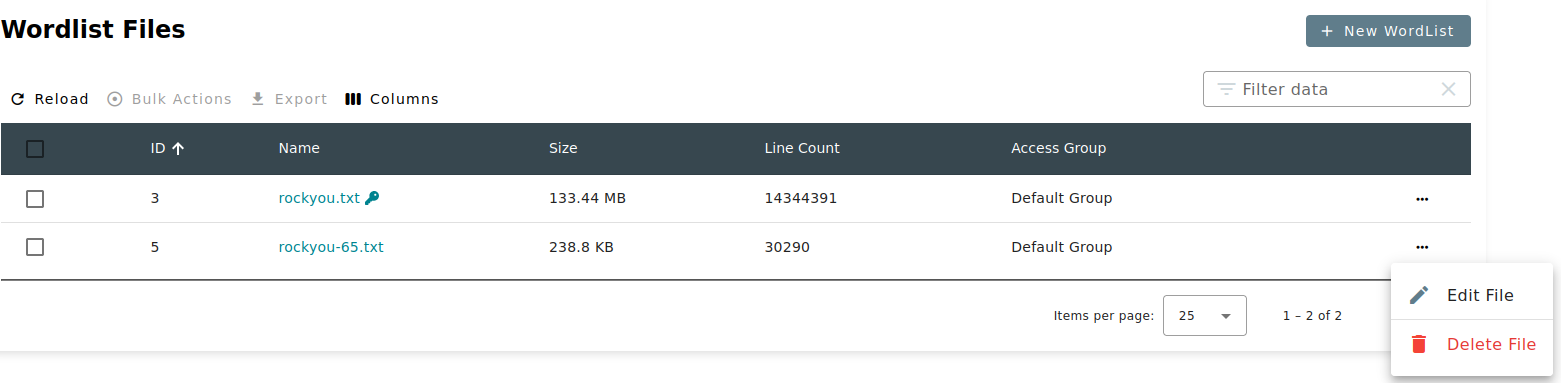 Wordlist Files
+ New WordList
Reload Bulk Actions Export Columns
Filter data
ID Name Size Line Count Access Group
3 rockyou.txt 133.44 MB 14344391 Default Group ...
5 rockyou-65.txt 238.8 KB 30290 Default Group ...
Items per page: 25 1 – 2 of 2
Edit File
Delete File